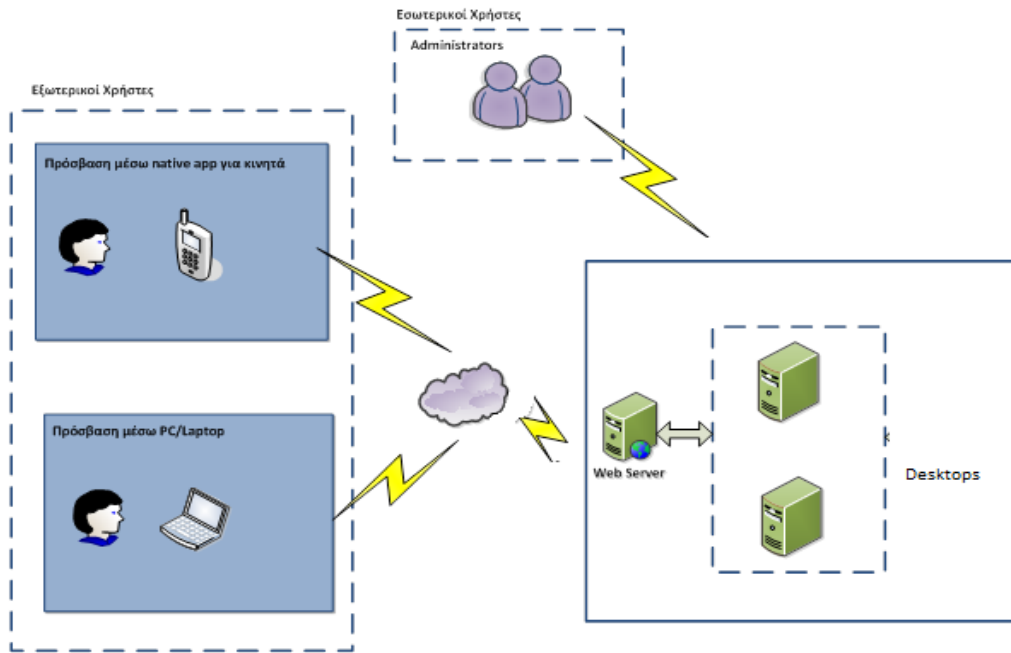 Εσωτερικοί Χρήστες
Administrators
Εξωτερικοί Χρήστες
Πρόσβαση μέσω native app για κινητά
Πρόσβαση μέσω PC/Laptop
Web Server
Desktops